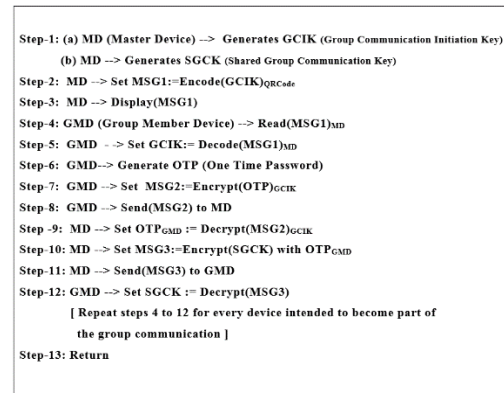 Step-1: (a) MD (Master Device) --> Generates GCIK (Group Communication Initiation Key)
(b) MD --> Generates SGCK (Shared Group Communication Key)
Step-2: MD --> Set MSG1:=Encode(GCIK)QRCode
Step-3: MD --> Display(MSG1)
Step-4: GMD (Group Member Device) --> Read(MSG1)MD
Step-5: GMD - -> Set GCIK:= Decode(MSG1)MD
Step-6: GMD--> Generate OTP (One Time Password)
Step-7: GMD --> Set MSG2:=Encrypt(OTP)GCIK
Step-8: GMD --> Send(MSG2) to MD
Step -9: MD --> Set OTPGMD := Decrypt(MSG2)GCIK
Step-10: MD --> Set MSG3:=Encrypt(SGCK) with OTPGMD
Step-11: MD --> Send(MSG3) to GMD
Step-12: GMD --> Set SGCK := Decrypt(MSG3)
[ Repeat steps 4 to 12 for every device intended to become part of
the group communication ]
Step-13: Return